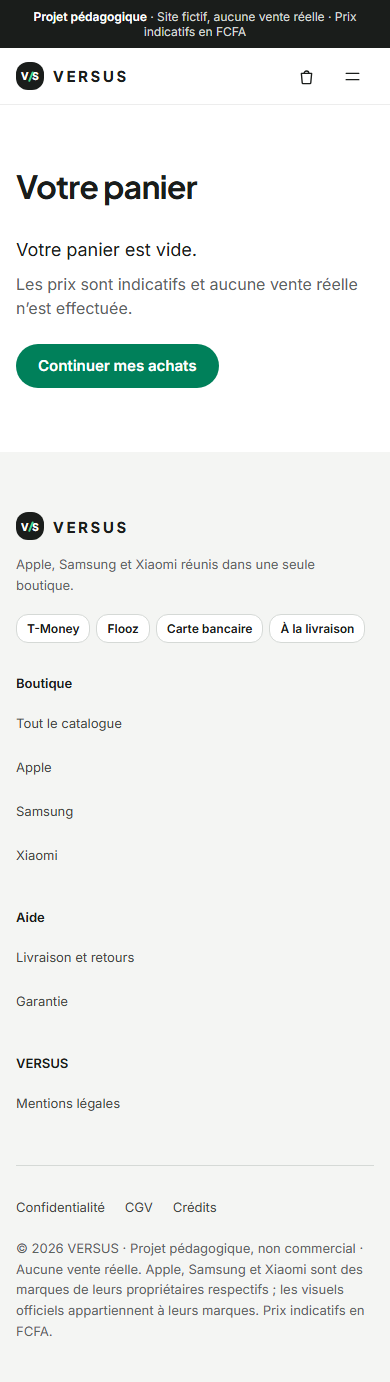 Projet pédagogique · Site fictif, aucune vente réelle · Prix
indicatifs en FCFA
V/S VERSUS
Votre panier
Votre panier est vide.
Les prix sont indicatifs et aucune vente réelle
n’est effectuée.
Continuer mes achats
V/S VERSUS
Apple, Samsung et Xiaomi réunis dans une seule
boutique.
T-Money Flooz Carte bancaire À la livraison
Boutique
Tout le catalogue
Apple
Samsung
Xiaomi
Aide
Livraison et retours
Garantie
VERSUS
Mentions légales
Confidentialité CGV Crédits
© 2026 VERSUS · Projet pédagogique, non commercial ·
Aucune vente réelle. Apple, Samsung et Xiaomi sont des
marques de leurs propriétaires respectifs ; les visuels
officiels appartiennent à leurs marques. Prix indicatifs en
FCFA.